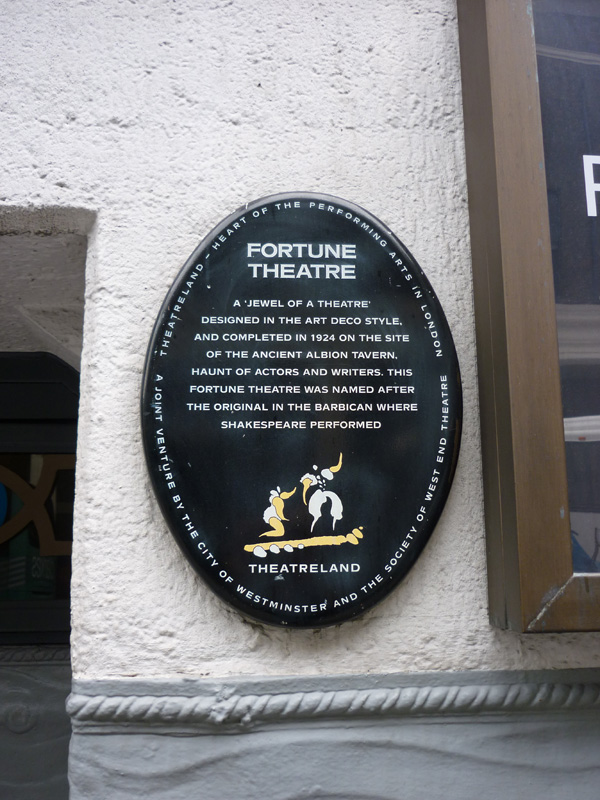 THEATRELAND – HEART OF THE PERFORMING ARTS IN LONDON
FORTUNE
THEATRE
A 'JEWEL OF A THEATRE'
DESIGNED IN THE ART DECO STYLE,
AND COMPLETED IN 1924 ON THE SITE
OF THE ANCIENT ALBION TAVERN,
HAUNT OF ACTORS AND WRITERS. THIS
FORTUNE THEATRE WAS NAMED AFTER
THE ORIGINAL IN THE BARBICAN WHERE
SHAKESPEARE PERFORMED
THEATRELAND
A JOINT VENTURE BY THE CITY OF WESTMINSTER AND THE SOCIETY OF WEST END THEATRE